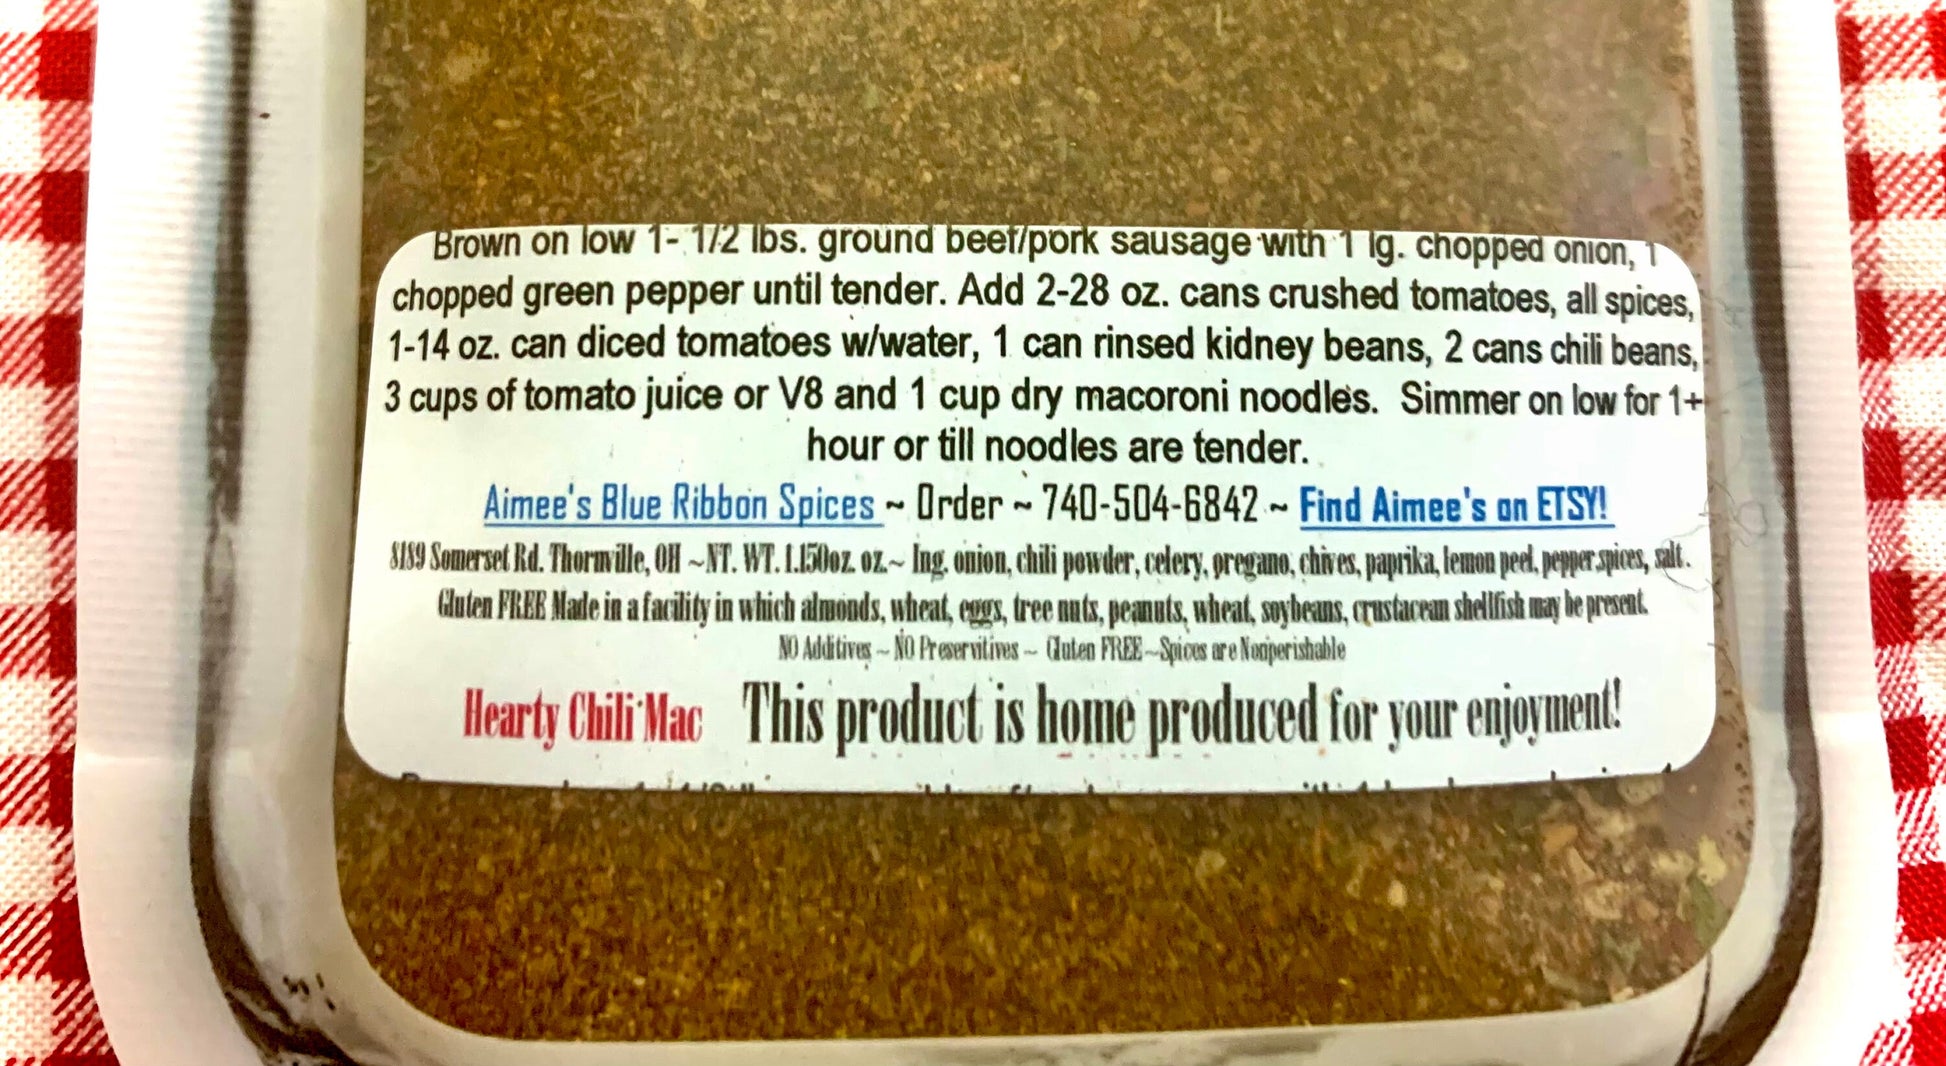 Brown on low 1- 1/2 lbs. ground beef/pork sausage with 1 lg. chopped onion, 1
chopped green pepper until tender. Add 2-28 oz. cans crushed tomatoes, all spices,
1-14 oz. can diced tomatoes w/water, 1 can rinsed kidney beans, 2 cans chili beans,
3 cups of tomato juice or V8 and 1 cup dry macoroni noodles. Simmer on low for 1+
hour or till noodles are tender.
Aimee's Blue Ribbon Spices ~ Order ~ 740-504-6842 ~ Find Aimee's on ETSY!
8189 Somerset Rd. Thornville, OH ~NT. WT. 1.150oz. oz.~ Ing. onion, chili powder, celery, oregano, chives, paprika, lemon peel, pepper spices, salt.
Gluten FREE Made in a facility in which almonds, wheat, eggs, tree nuts, peanuts, wheat, soybeans, crustacean shellfish may be present.
NO Additives ~ NO Preservitives ~ Gluten FREE~Spices are Nonperishable
Hearty Chili Mac This product is home produced for your enjoyment!